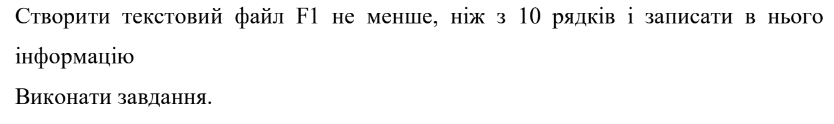 Створити текстовий файл F1 не менше, ніж з 10 рядків і записати в нього
інформацію
Виконати завдання.